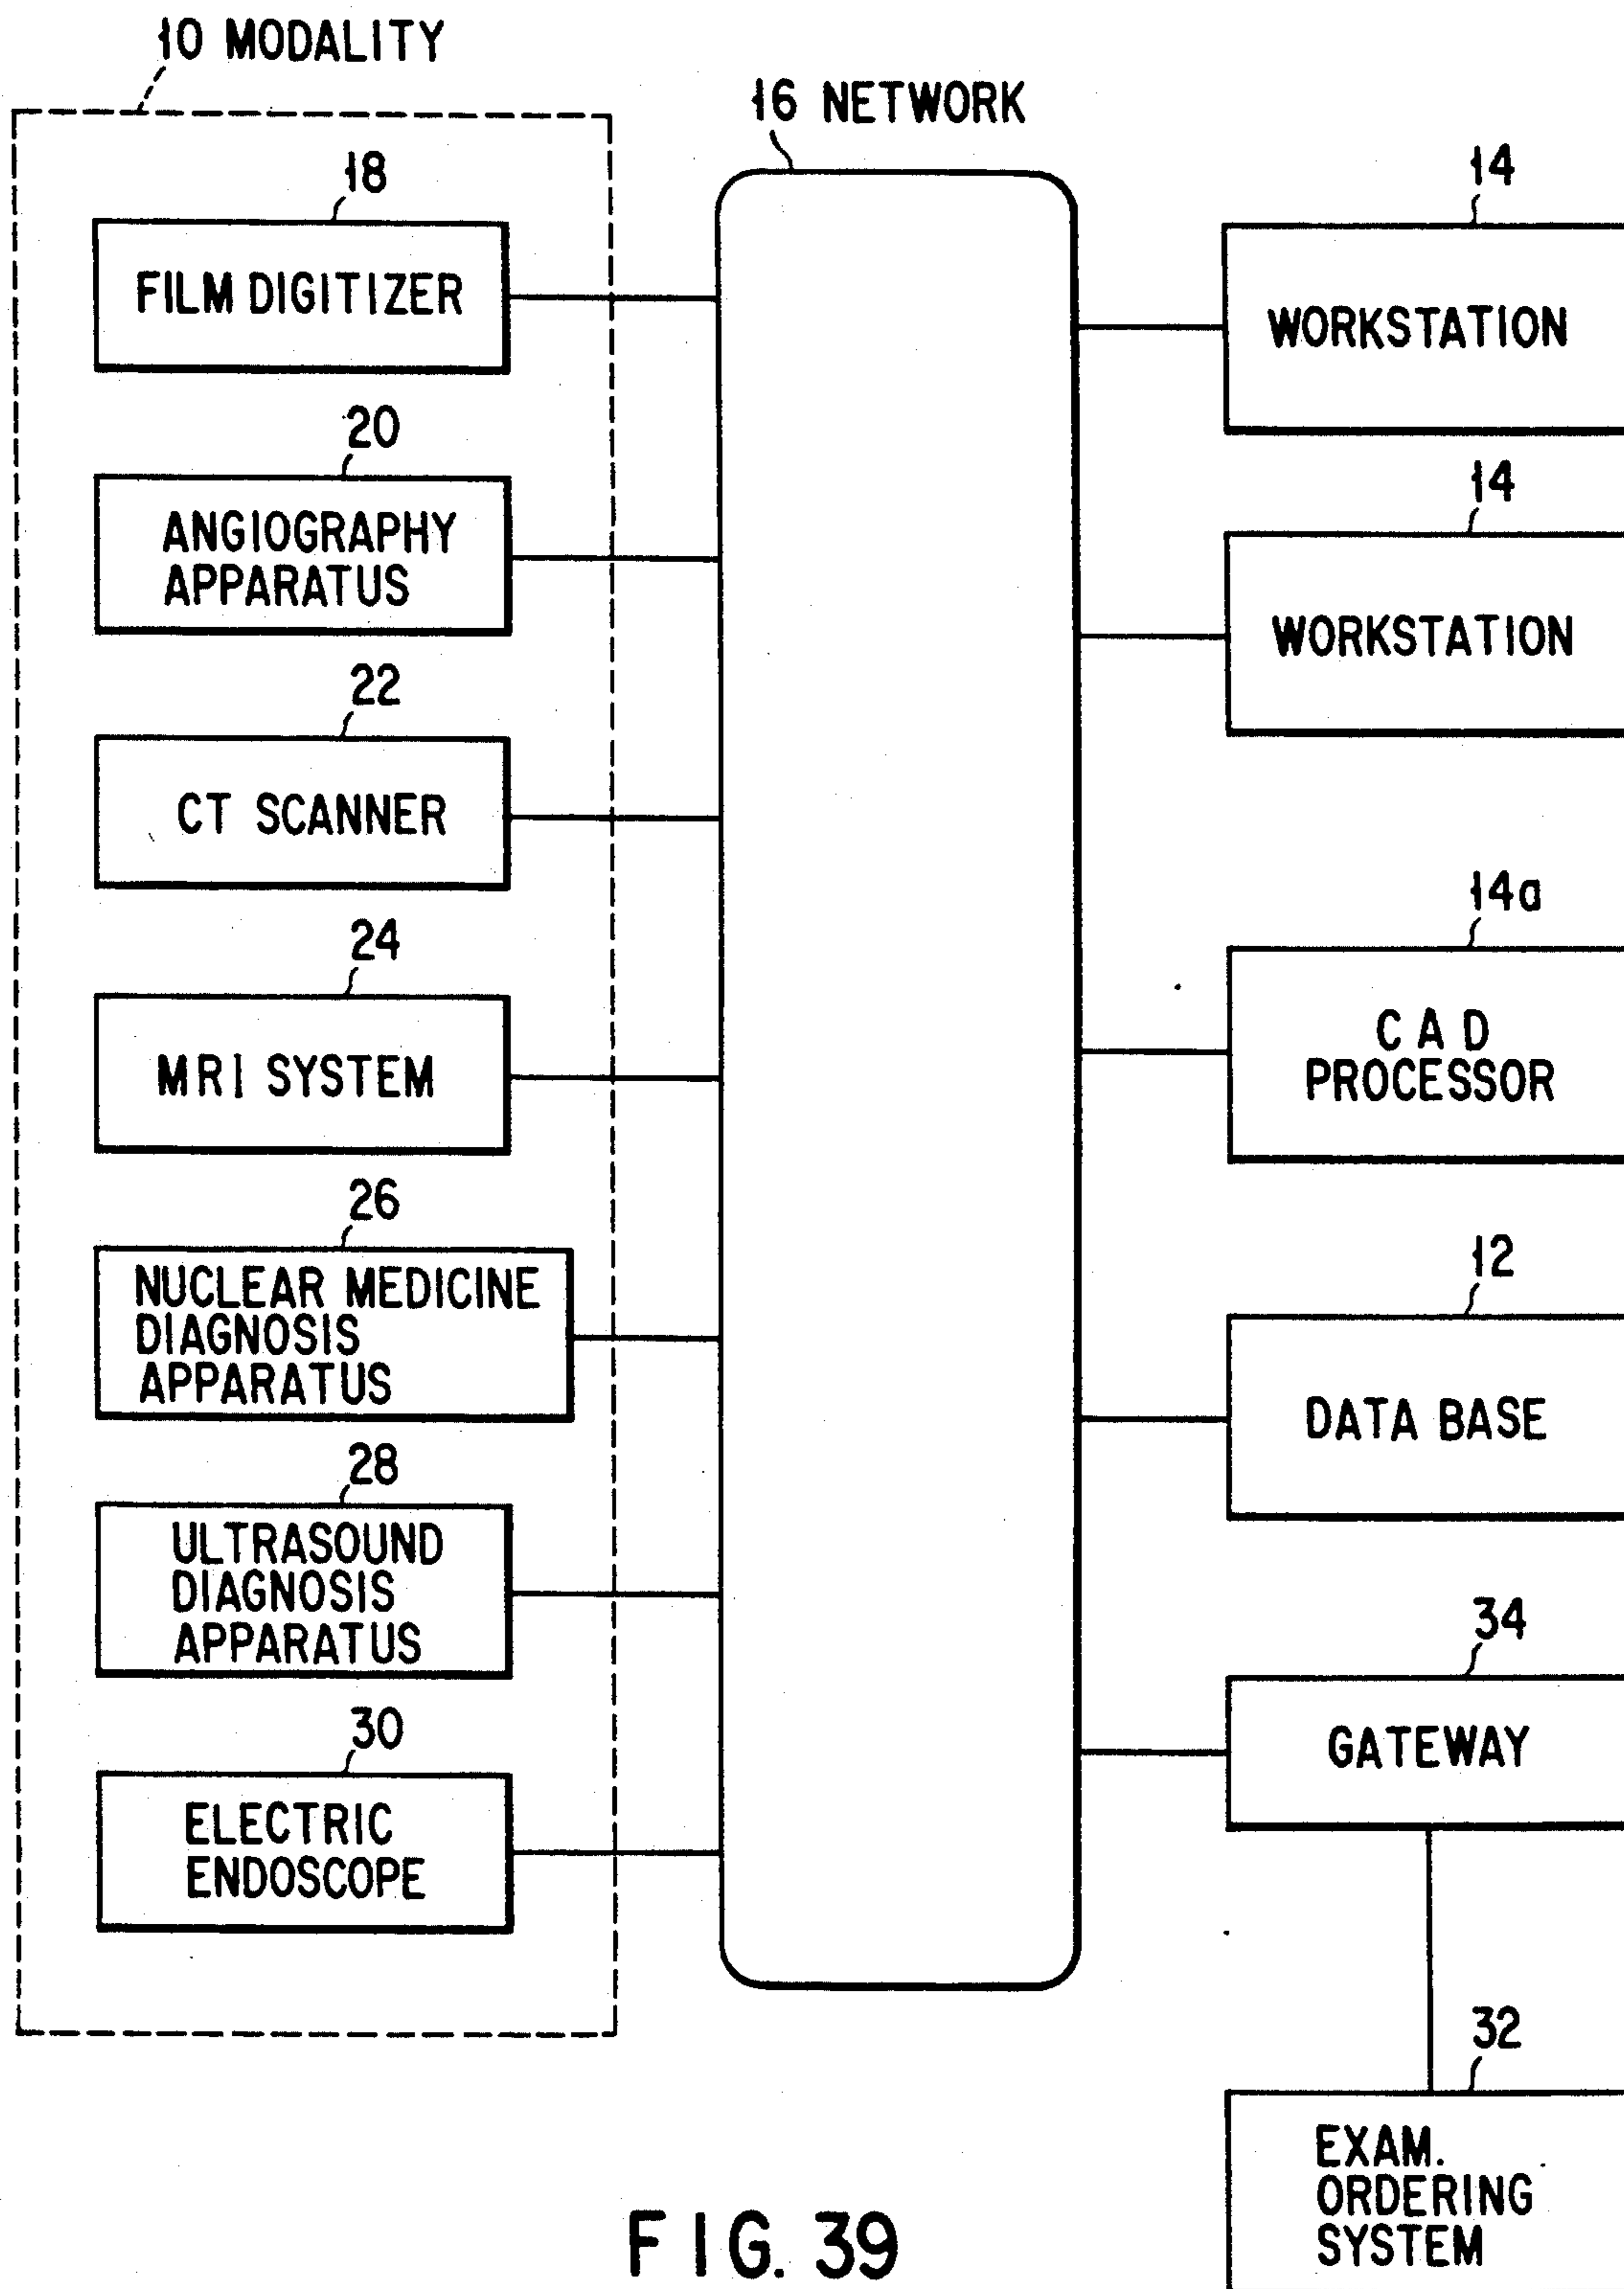 10 MODALITY
18
FILM DIGITIZER
20
ANGIOGRAPHY
APPARATUS
22
CT SCANNER
24
MRI SYSTEM
26
NUCLEAR MEDICINE
DIAGNOSIS
APPARATUS
28
ULTRASOUND
DIAGNOSIS
APPARATUS
30
ELECTRIC
ENDOSCOPE
16 NETWORK
14
WORKSTATION
14
WORKSTATION
14a
CAD
PROCESSOR
12
DATA BASE
34
GATEWAY
32
EXAM.
ORDERING
SYSTEM
FIG. 39